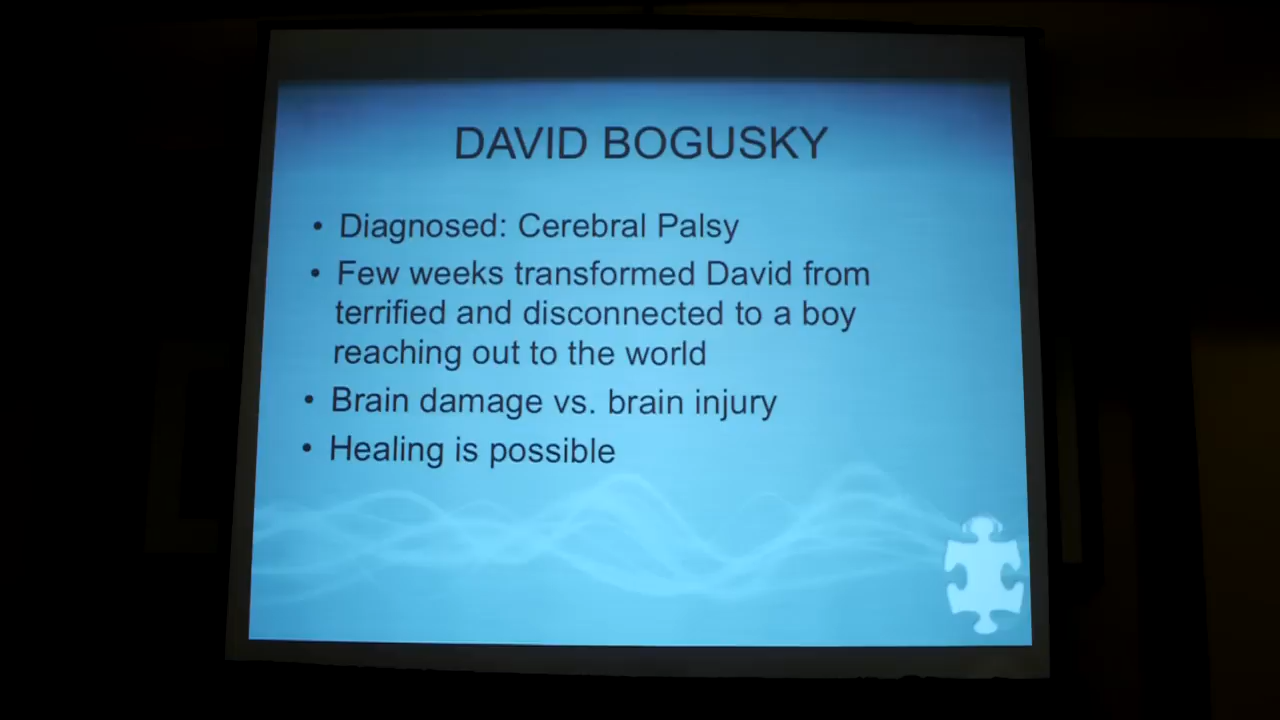 DAVID BOGUSKY
• Diagnosed: Cerebral Palsy
• Few weeks transformed David from
terrified and disconnected to a boy
reaching out to the world
• Brain damage vs. brain injury
• Healing is possible